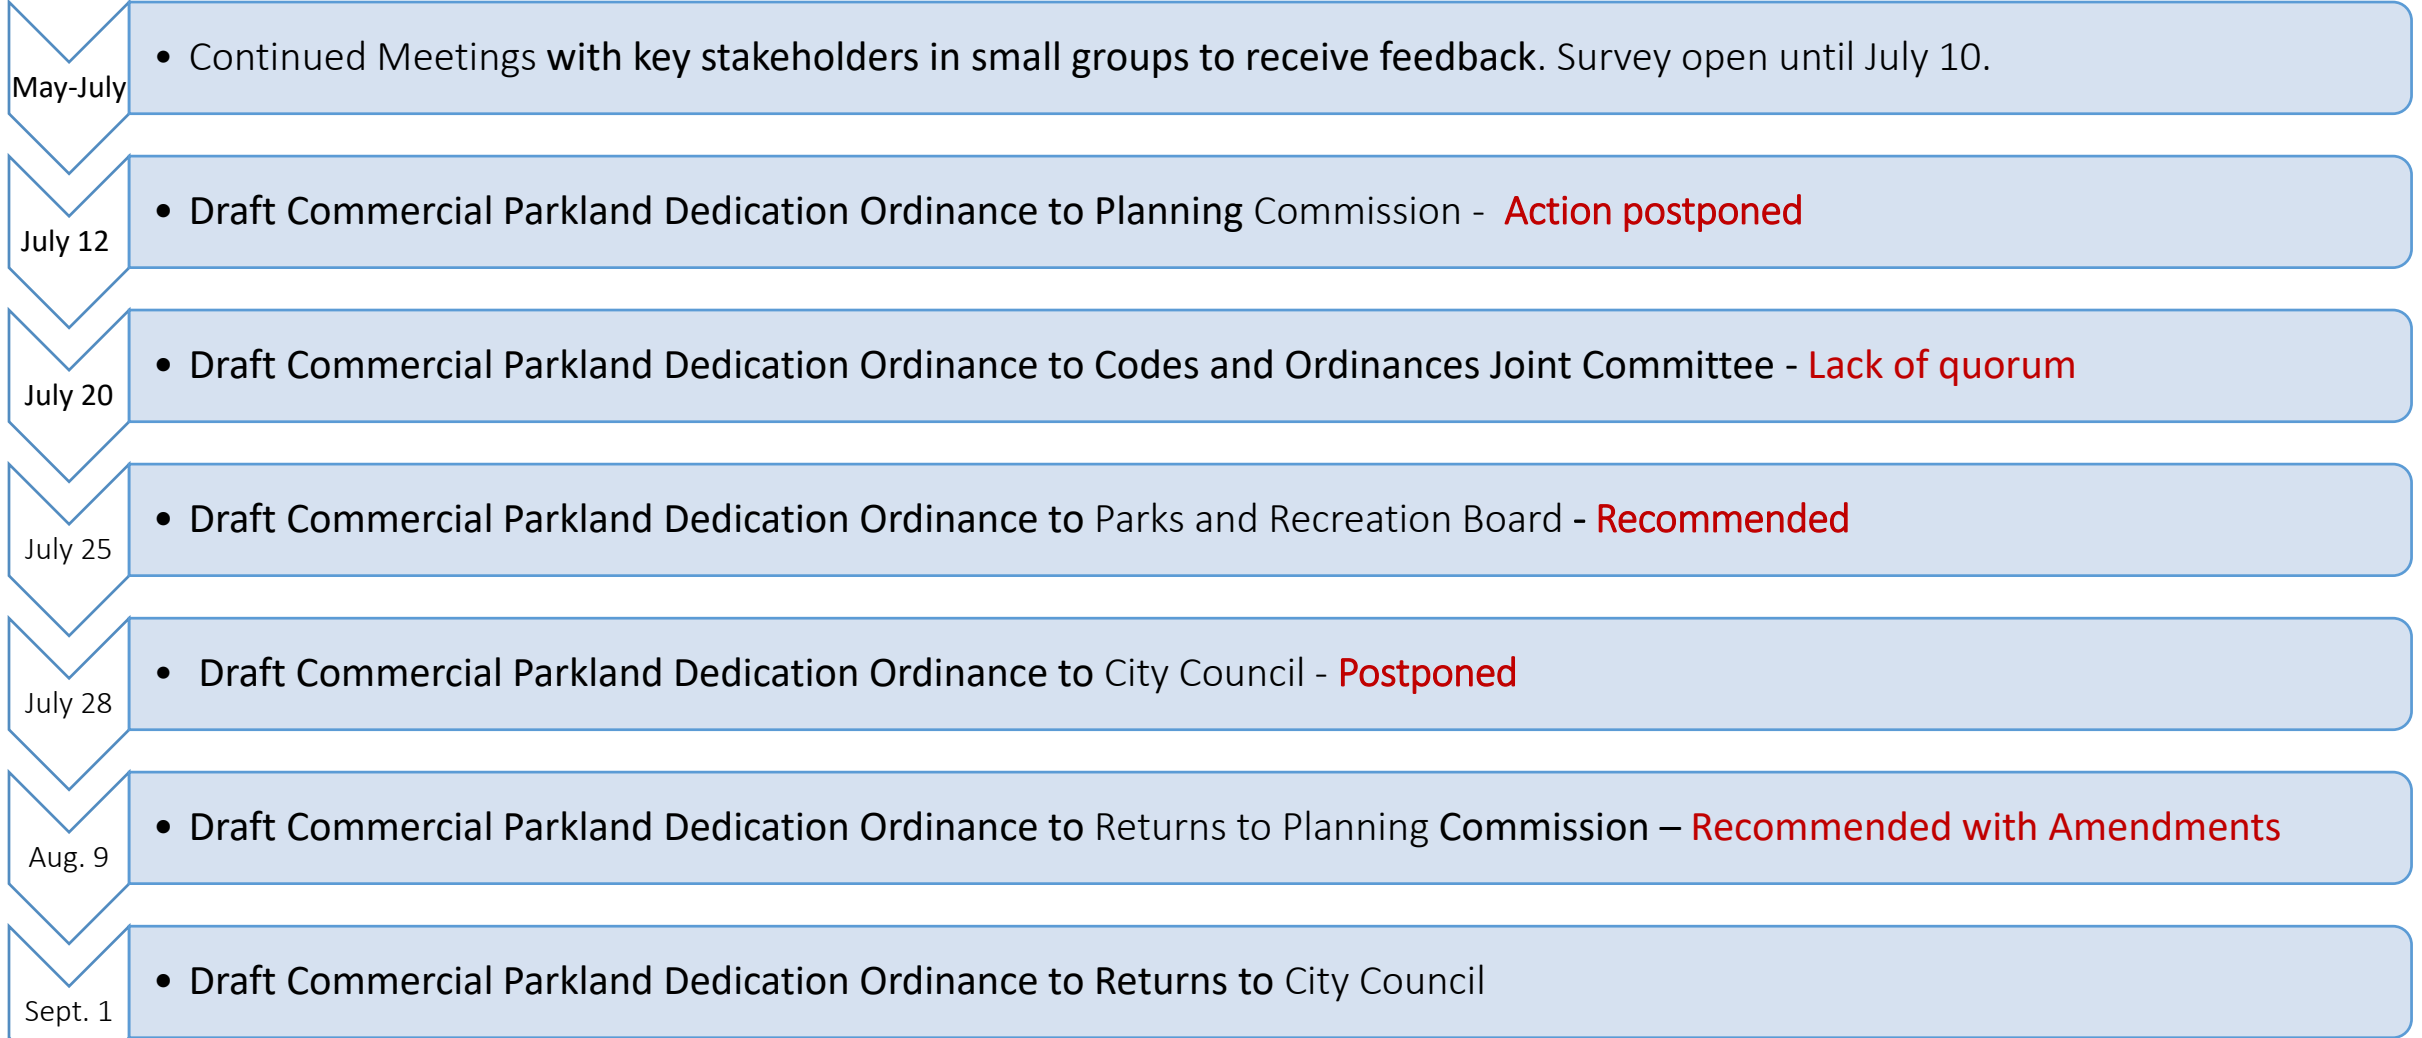 May-July
• Continued Meetings with key stakeholders in small groups to receive feedback. Survey open until July 10.
July 12
• Draft Commercial Parkland Dedication Ordinance to Planning Commission - Action postponed
July 20
• Draft Commercial Parkland Dedication Ordinance to Codes and Ordinances Joint Committee - Lack of quorum
July 25
• Draft Commercial Parkland Dedication Ordinance to Parks and Recreation Board - Recommended
July 28
• Draft Commercial Parkland Dedication Ordinance to City Council - Postponed
Aug. 9
• Draft Commercial Parkland Dedication Ordinance to Returns to Planning Commission – Recommended with Amendments
Sept. 1
• Draft Commercial Parkland Dedication Ordinance to Returns to City Council